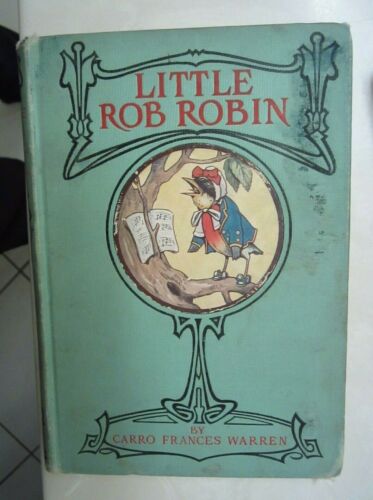 LITTLE
ROB ROBIN
BY
CARRO FRANCES WARREN